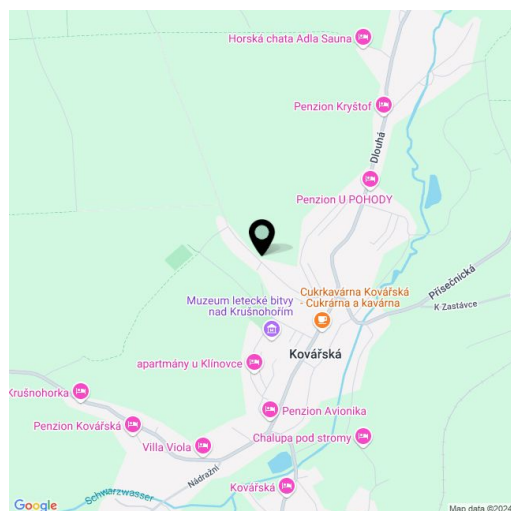 Horská chata Adla Sauna
Penzion Kryštof
Dlouhá
Penzion U POHODY
Přísečnická
Cukrkavárna Kovářská
- Cukrárna a kavárna
K Zastávce
Muzeum letecké bitvy
nad Krušnohořím
Kovářská
apartmány u Klínovce
Krušnohorka
Penzion Avionika
Penzion Kovářská
Villa Viola
Chalupa pod stromy
Nádražní
Kovářská
Schwarzwasser
Google
Map data ©2024